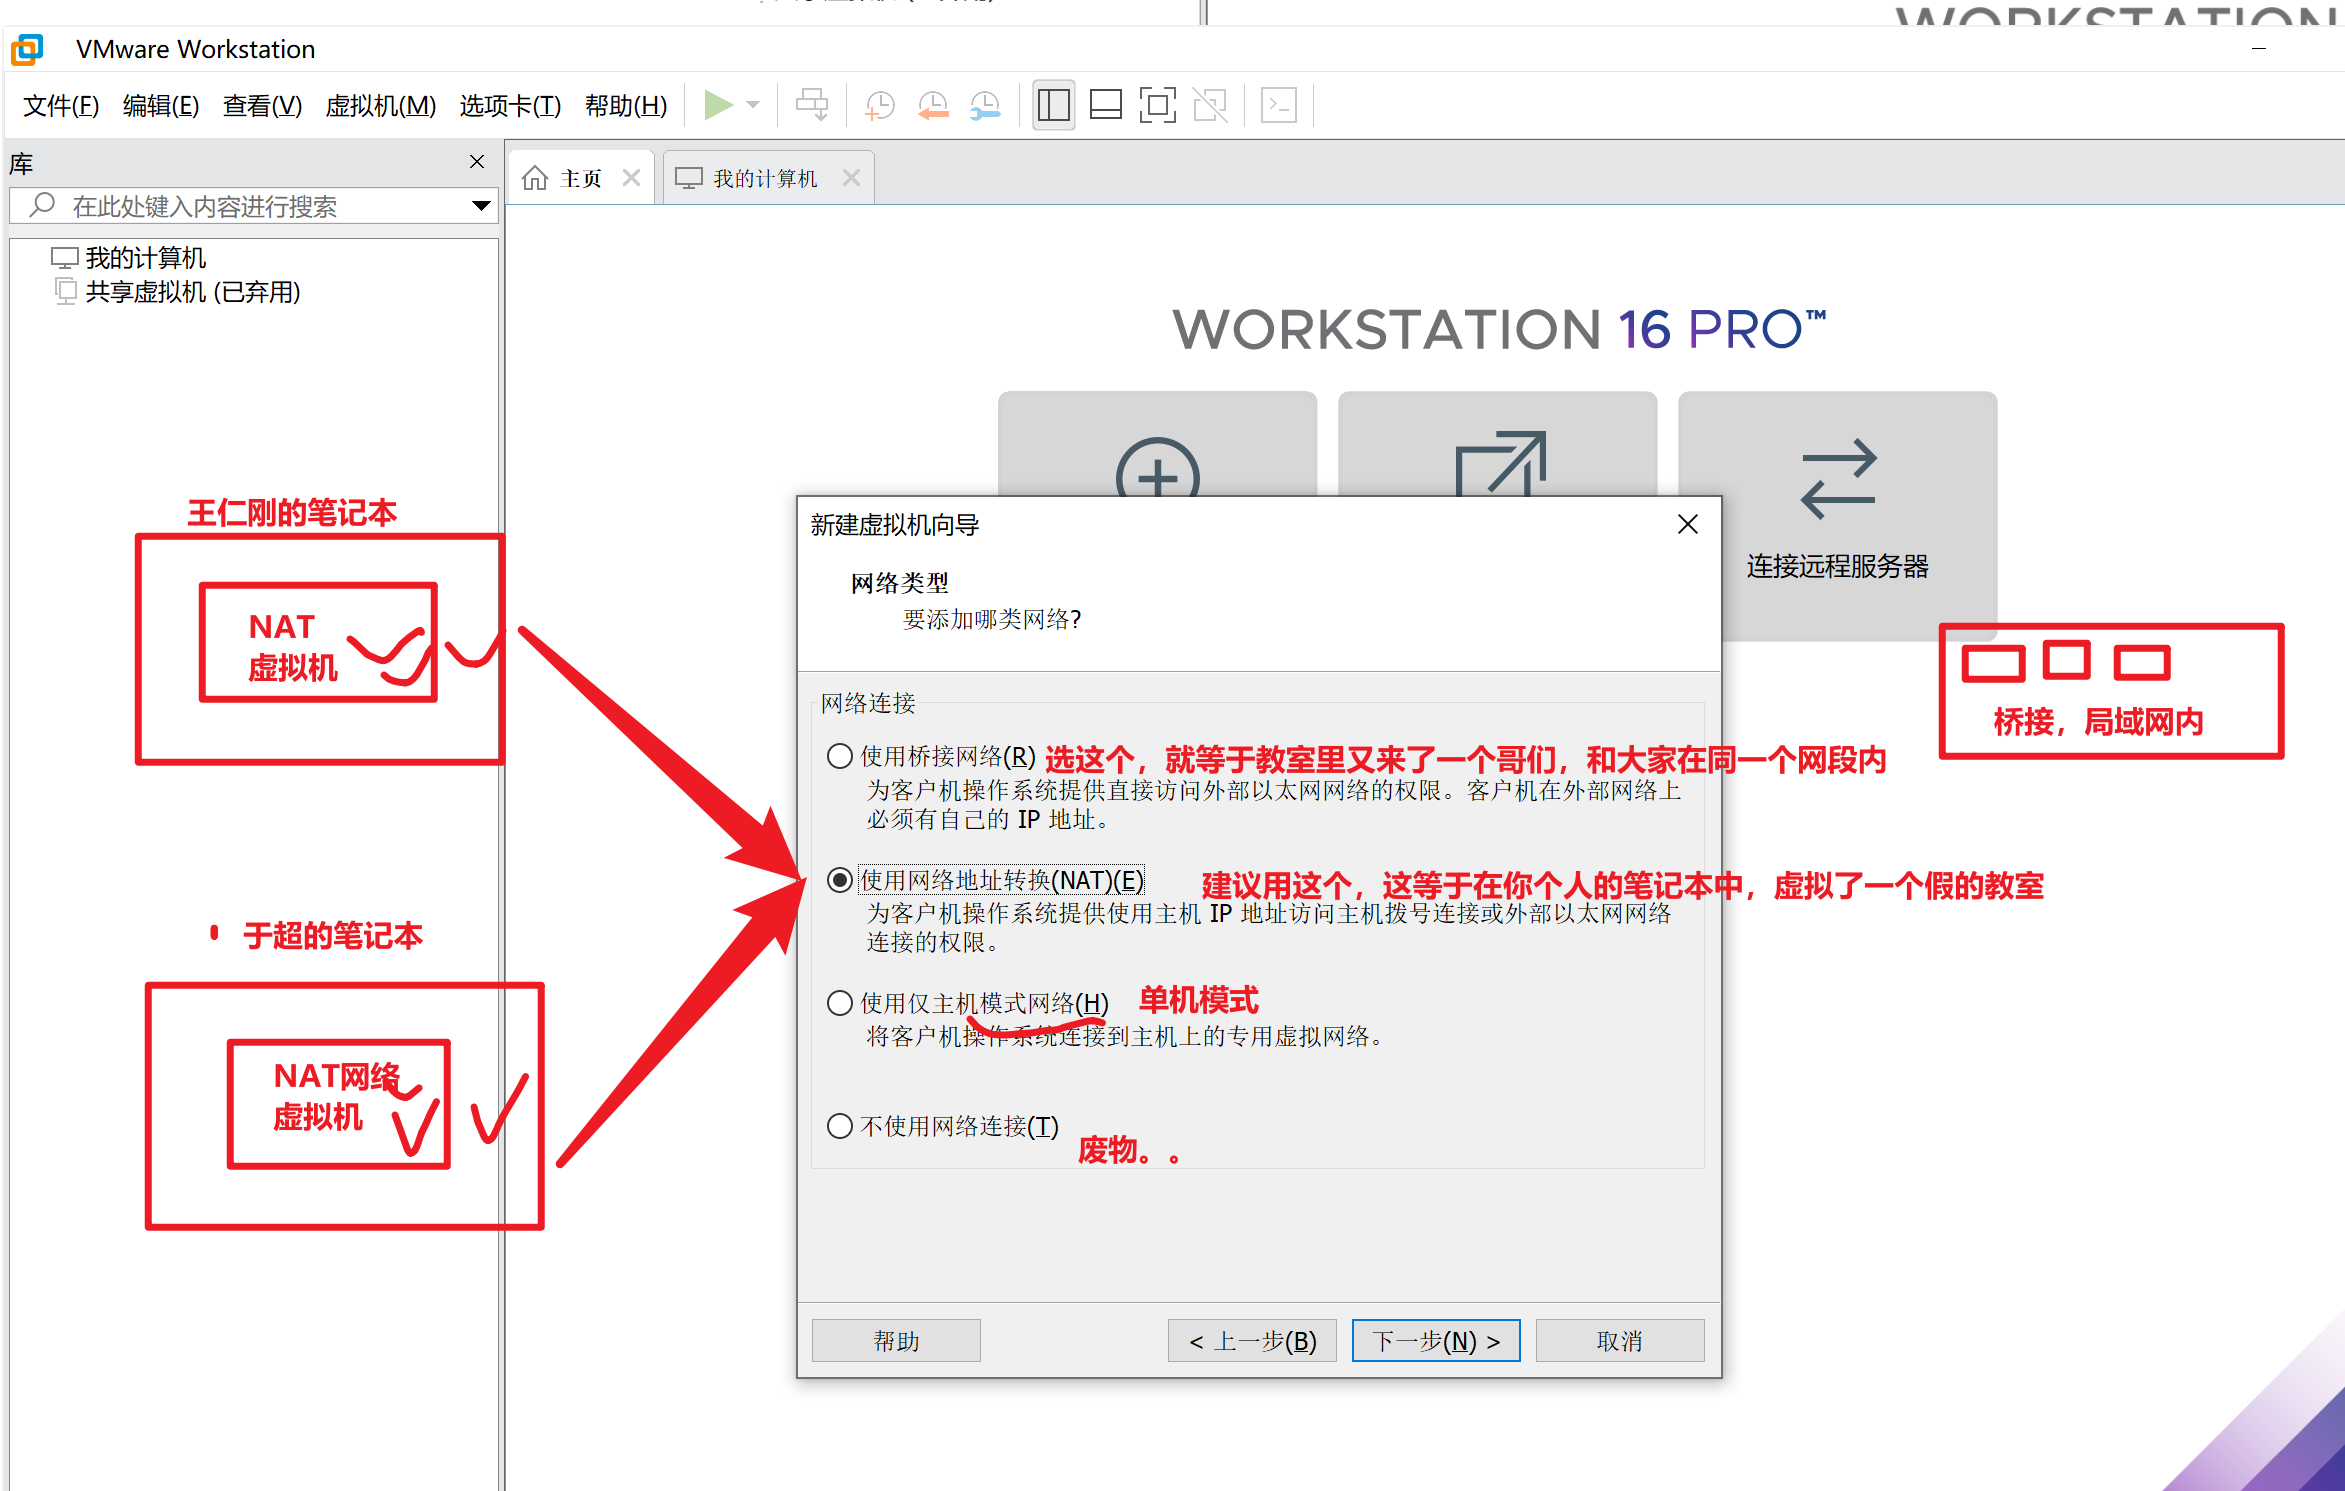 WORKSTATION
VMware Workstation
文件(F) 编辑(E) 查看(V) 虚拟机(M) 选项卡(T) 帮助(H)
库
主页
我的计算机
在此处键入内容进行搜索
我的计算机
共享虚拟机 (已弃用)
WORKSTATION 16 PRO™
连接远程服务器
王仁刚的笔记本
NAT
虚拟机
于超的笔记本
NAT网络
虚拟机
桥接，局域网内
新建虚拟机向导
网络类型
要添加哪类网络?
网络连接
使用桥接网络(R) 选这个，就等于教室里又来了一个哥们，和大家在同一个网段内
为客户机操作系统提供直接访问外部以太网网络的权限。客户机在外部网络上
必须有自己的 IP 地址。
使用网络地址转换(NAT)(E) 建议用这个，这等于在你个人的笔记本中，虚拟了一个假的教室
为客户机操作系统提供使用主机 IP 地址访问主机拨号连接或外部以太网网络
连接的权限。
使用仅主机模式网络(H) 单机模式
将客户机操作系统连接到主机上的专用虚拟网络。
不使用网络连接(T)
废物。。
帮助
< 上一步(B)
下一步(N) >
取消